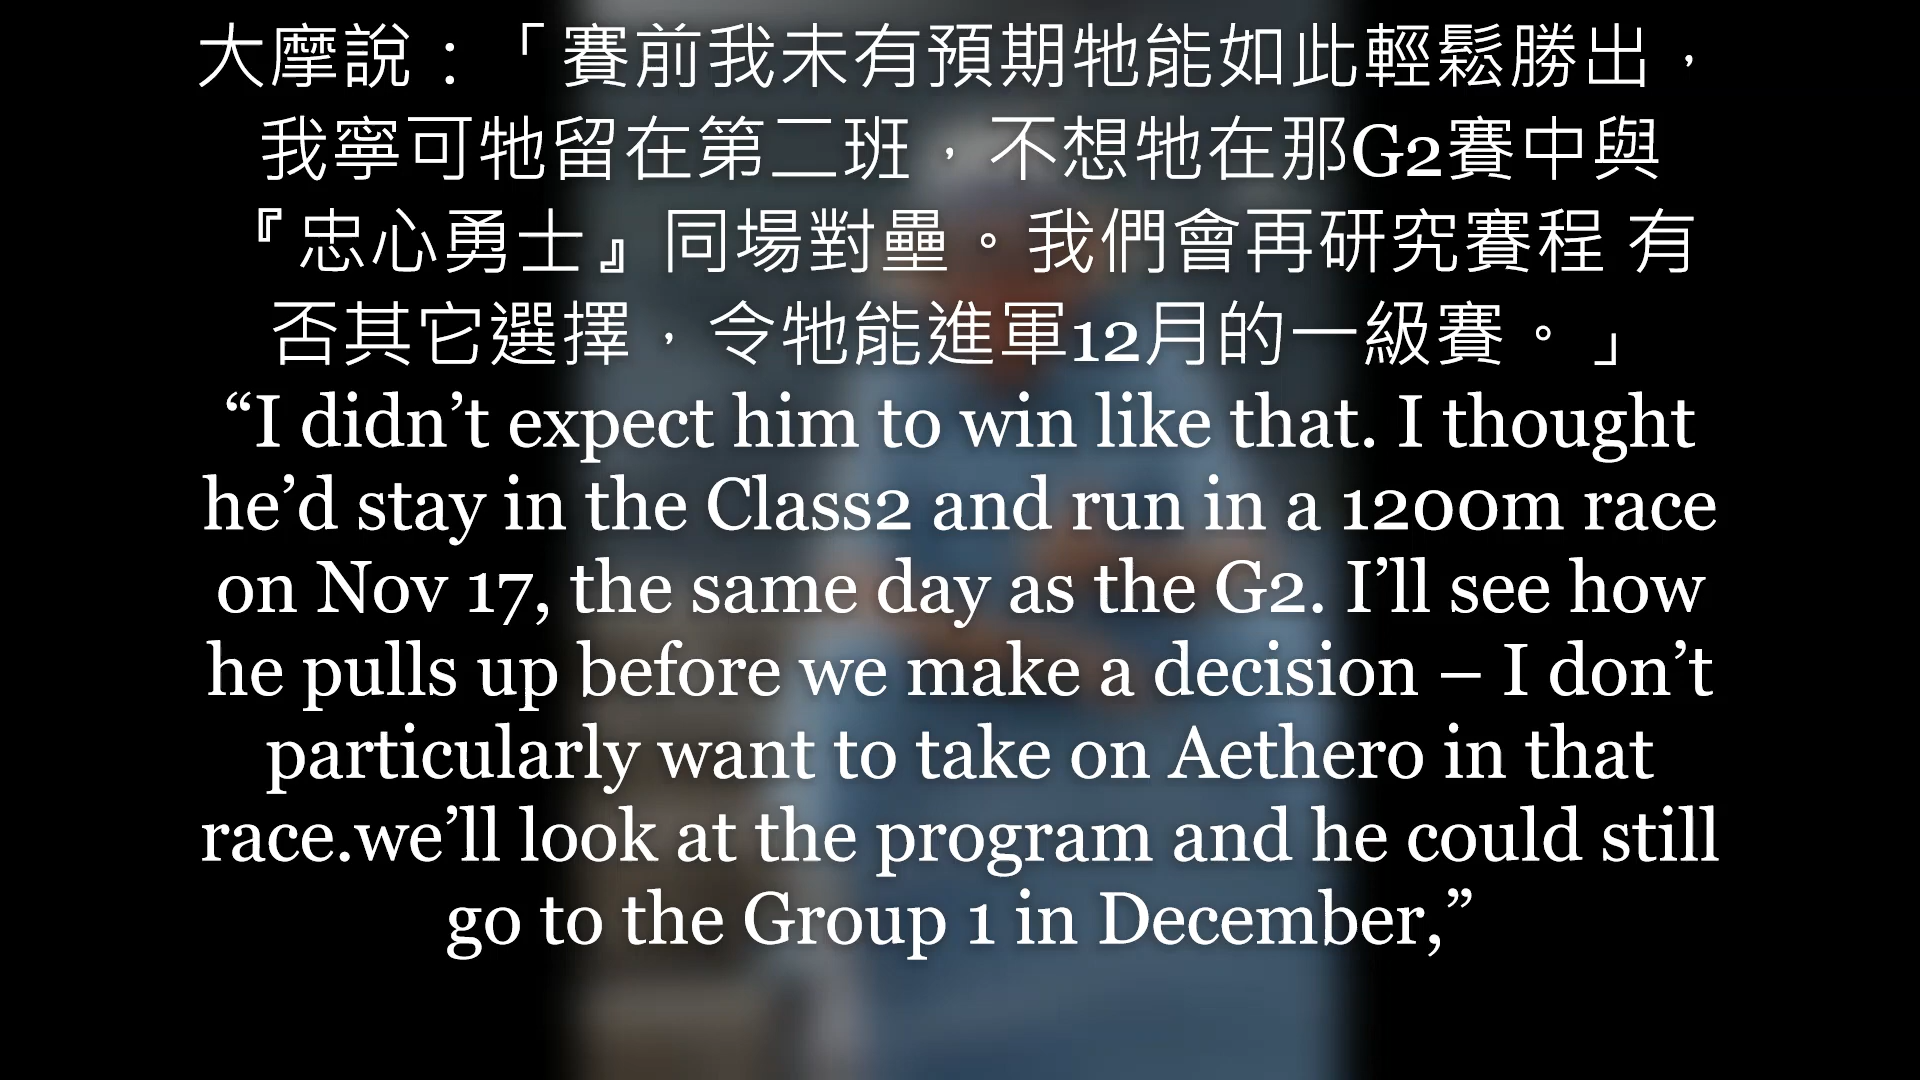 大摩說：「賽前我未有預期牠能如此輕鬆勝出，
我寧可牠留在第二班，不想牠在那G2賽中與
『忠心勇士』同場對壘。我們會再研究賽程 有
否其它選擇，令牠能進軍12月的一級賽。」
“I didn’t expect him to win like that. I thought
he’d stay in the Class2 and run in a 1200m race
on Nov 17, the same day as the G2. I’ll see how
he pulls up before we make a decision – I don’t
particularly want to take on Aethero in that
race.we’ll look at the program and he could still
go to the Group 1 in December,”